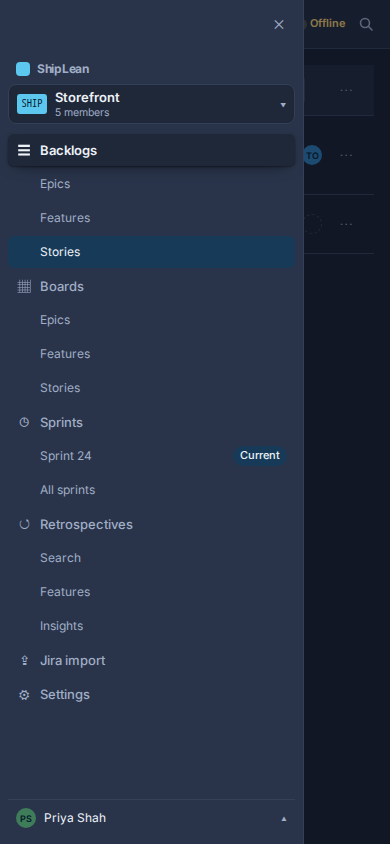 Offline
ShipLean
SHIP
Storefront
5 members
Backlogs
Epics
Features
Stories
Boards
Epics
Features
Stories
Sprints
Sprint 24
Current
All sprints
Retrospectives
Search
Features
Insights
Jira import
Settings
PS
Priya Shah
TO